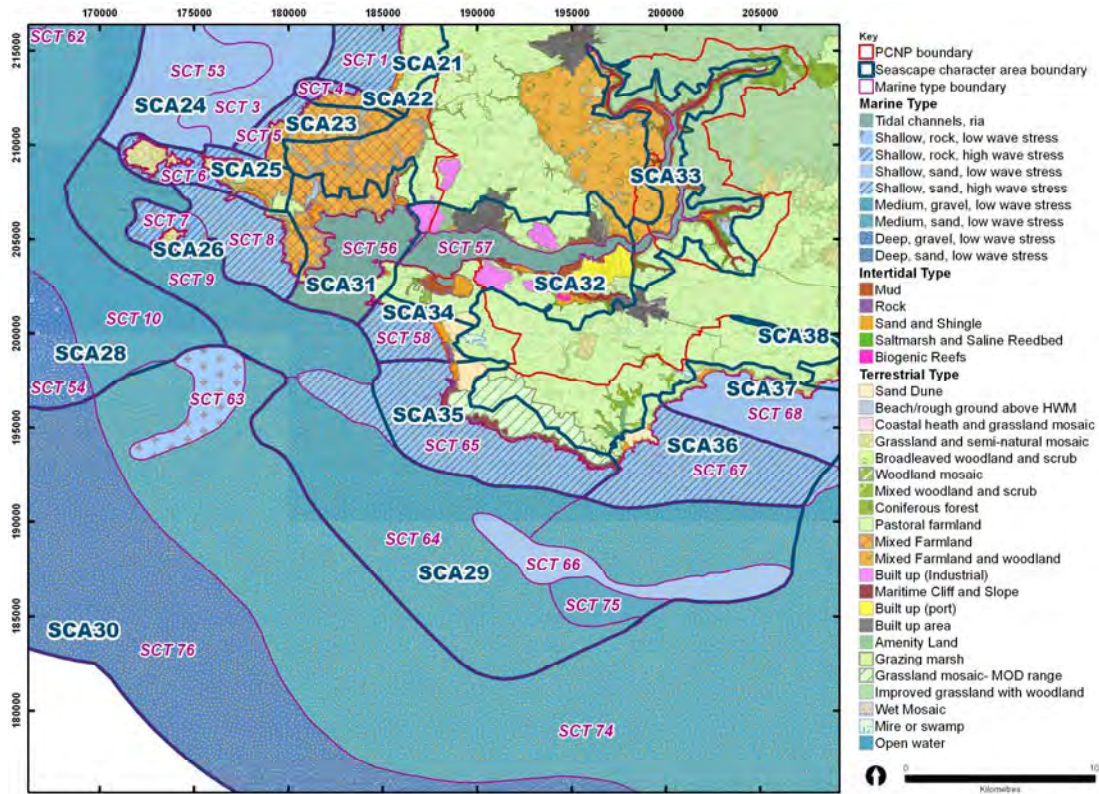 170000 175000 180000 185000 190000 195000 200000 205000
215000
210000
205000
200000
195000
190000
185000
180000
SCT 62
SCT 53
SCT 1
SCA21
SCT 4
SCA22
SCA24
SCT 3
SCA23
SCT 5
SCA25
SCT 6
SCA33
SCT 7
SCT 8
SCA26
SCT 56
SCT 57
SCT 9
SCA31
SCA32
SCA34
SCT 10
SCT 58
SCA38
SCA28
SCT 54
SCT 63
SCA37
SCT 68
SCA35
SCT 65
SCA36
SCT 67
SCT 64
SCT 66
SCA29
SCT 75
SCA30
SCT 76
SCT 74
Key
PCNP boundary
Seascape character area boundary
Marine type boundary
Marine Type
Tidal channels, ria
Shallow, rock, low wave stress
Shallow, rock, high wave stress
Shallow, sand, low wave stress
Shallow, sand, high wave stress
Medium, gravel, low wave stress
Medium, sand, low wave stress
Deep, gravel, low wave stress
Deep, sand, low wave stress
Intertidal Type
Mud
Rock
Sand and Shingle
Saltmarsh and Saline Reedbed
Biogenic Reefs
Terrestrial Type
Sand Dune
Beach/rough ground above HWM
Coastal heath and grassland mosaic
Grassland and semi-natural mosaic
Broadleaved woodland and scrub
Woodland mosaic
Mixed woodland and scrub
Coniferous forest
Pastoral farmland
Mixed Farmland
Mixed Farmland and woodland
Built up (Industrial)
Maritime Cliff and Slope
Built up (port)
Built up area
Amenity Land
Grazing marsh
Grassland mosaic- MOD range
Improved grassland with woodland
Wet Mosaic
Mire or swamp
Open water
0 10
Kilometres